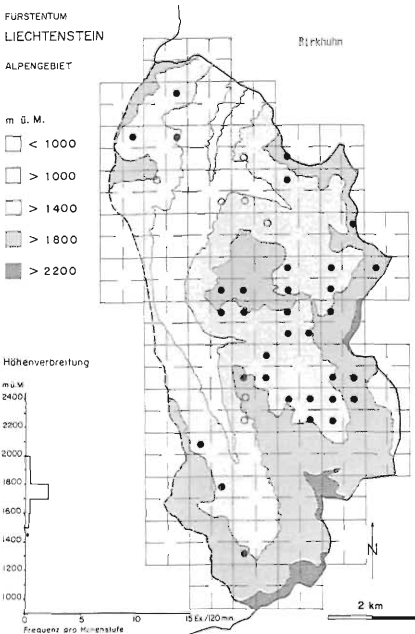 FÜRSTENTUM
LIECHTENSTEIN
ALPENGEBIET
Birkhuhn
m ü. M.
< 1000
> 1000
> 1400
> 1800
> 2200
Höhenverbreitung
m ü.M
2400
2200
2000
1800
1600
1400
1200
1000
0 5 10 15 Ex./120 min.
Frequenz pro Höhenstufe
N
2 km